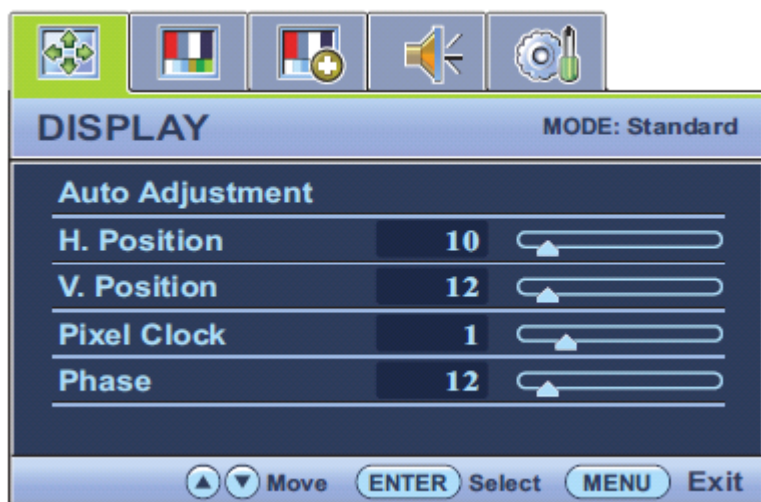 DISPLAY MODE: Standard
Auto Adjustment
H. Position 10
V. Position 12
Pixel Clock 1
Phase 12
Move ENTER Select MENU Exit